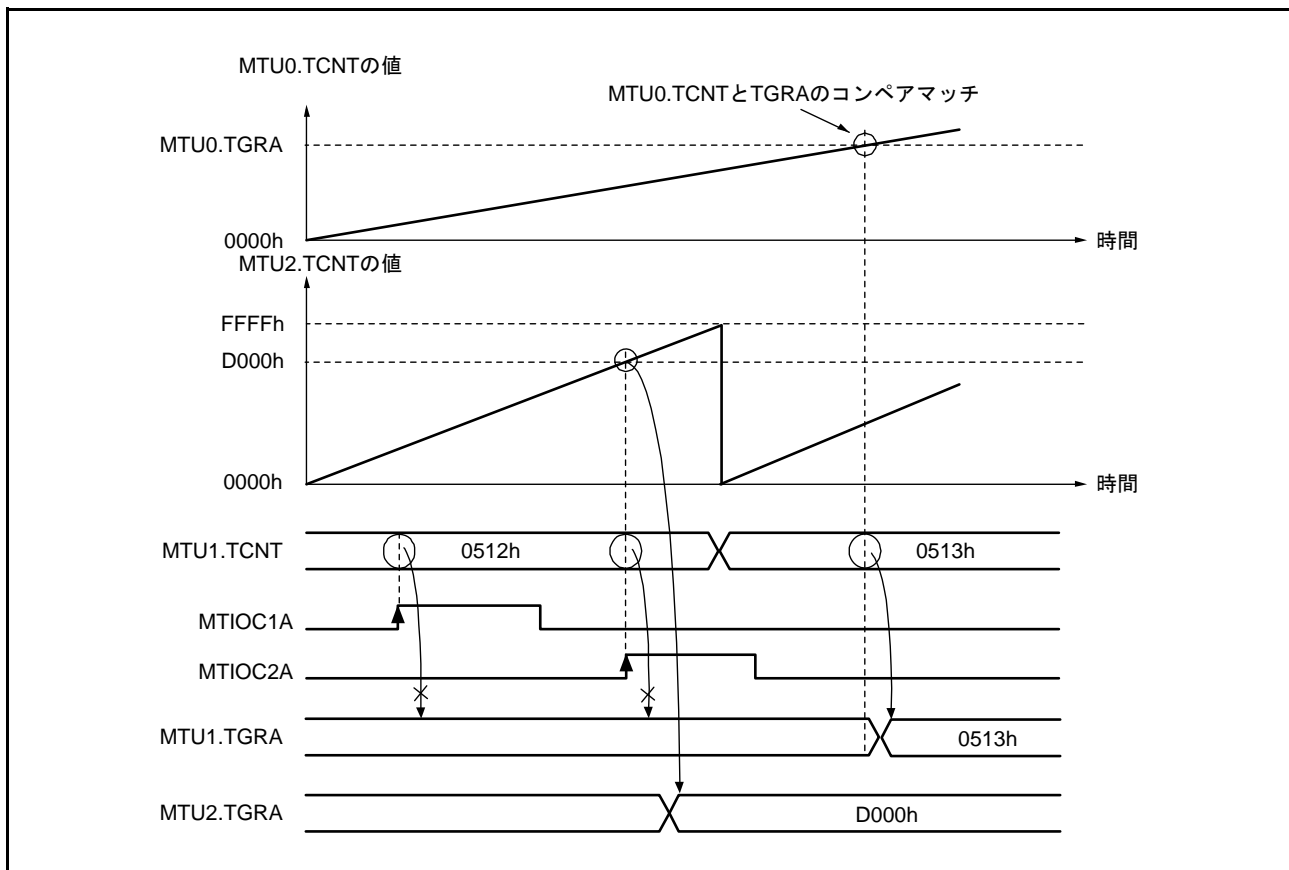 MTU0.TCNTの値
MTU0.TCNTとTGRAのコンペアマッチ
MTU0.TGRA
0000h
時間
MTU2.TCNTの値
FFFFh
D000h
0000h
時間
MTU1.TCNT
0512h
0513h
MTIOC1A
MTIOC2A
MTU1.TGRA
0513h
MTU2.TGRA
D000h